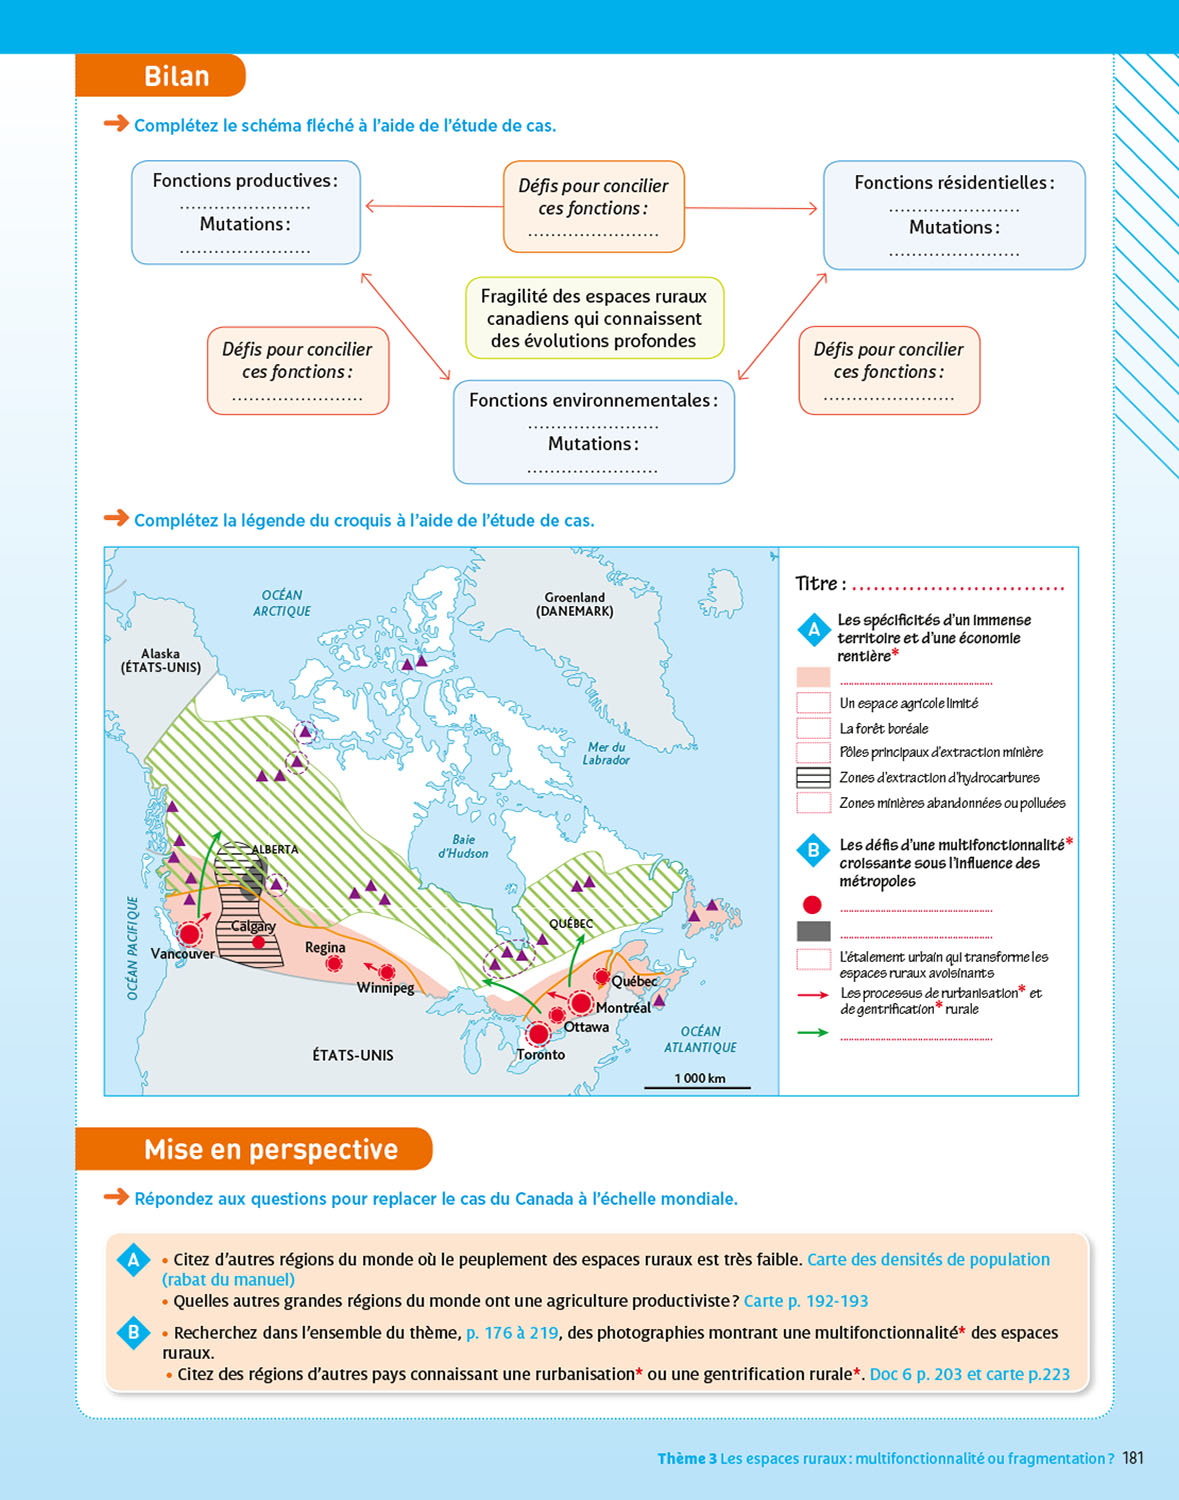 Bilan
➔ Complétez le schéma fléché à l'aide de l'étude de cas.
Fonctions productives :
......................
Mutations :
......................
Défis pour concilier
ces fonctions :
......................
Fonctions résidentielles :
......................
Mutations :
......................
Fragilité des espaces ruraux
canadiens qui connaissent
des évolutions profondes
Défis pour concilier
ces fonctions :
......................
Défis pour concilier
ces fonctions :
......................
Fonctions environnementales :
......................
Mutations :
......................
➔ Complétez la légende du croquis à l'aide de l'étude de cas.
OCÉAN
ARCTIQUE
Groenland
(DANEMARK)
Alaska
(ÉTATS-UNIS)
Mer du
Labrador
Baie
d'Hudson
ALBERTA
OCÉAN PACIFIQUE
QUÉBEC
Calgary
Vancouver
Regina
Winnipeg
Québec
Montréal
Ottawa
Toronto
ÉTATS-UNIS
OCÉAN
ATLANTIQUE
1 000 km
Titre : ............................
A Les spécificités d'un immense
territoire et d'une économie
rentière*
......................
Un espace agricole limité
La forêt boréale
Pôles principaux d'extraction minière
Zones d'extraction d'hydrocarbures
Zones minières abandonnées ou polluées
B Les défis d'une multifonctionnalité*
croissante sous l'influence des
métropoles
......................
......................
L'étalement urbain qui transforme les
espaces ruraux avoisinants
Les processus de rurbanisation* et
de gentrification* rurale
......................
Mise en perspective
➔ Répondez aux questions pour replacer le cas du Canada à l'échelle mondiale.
A • Citez d'autres régions du monde où le peuplement des espaces ruraux est très faible. Carte des densités de population
(rabat du manuel)
• Quelles autres grandes régions du monde ont une agriculture productiviste ? Carte p. 192-193
B • Recherchez dans l'ensemble du thème, p. 176 à 219, des photographies montrant une multifonctionnalité* des espaces
ruraux.
• Citez des régions d'autres pays connaissant une rurbanisation* ou une gentrification rurale*. Doc 6 p. 203 et carte p.223
Thème 3 Les espaces ruraux : multifonctionnalité ou fragmentation ? 181